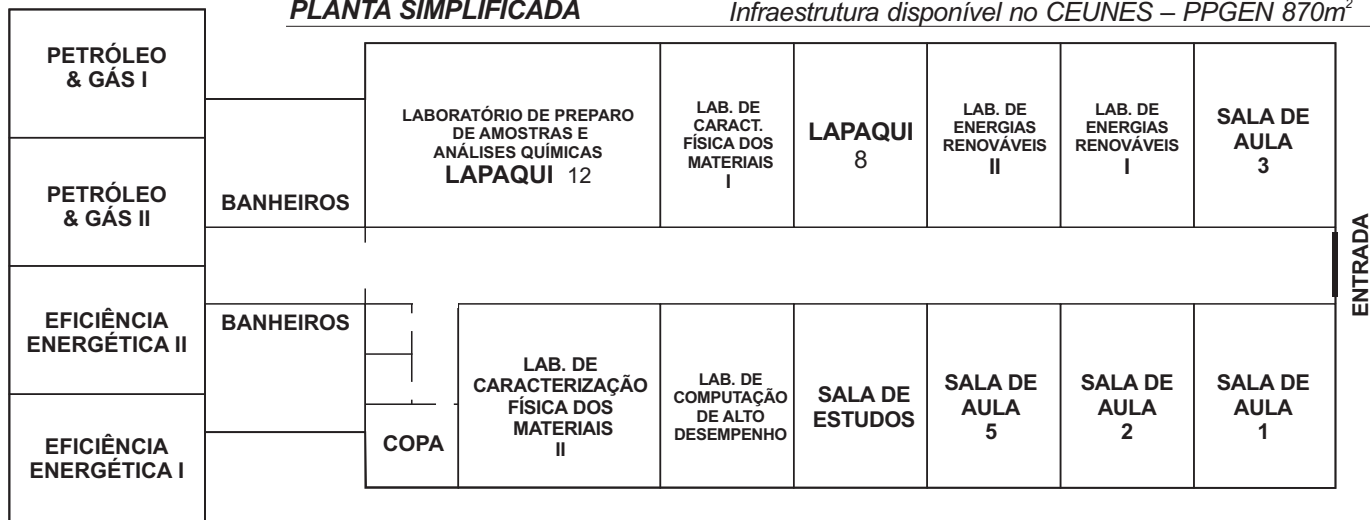 PLANTA SIMPLIFICADA
Infraestrutura disponível no CEUNES – PPGEN 870m²
PETRÓLEO
& GÁS I
PETRÓLEO
& GÁS II
EFICIÊNCIA
ENERGÉTICA II
EFICIÊNCIA
ENERGÉTICA I
BANHEIROS
BANHEIROS
LABORATÓRIO DE PREPARO
DE AMOSTRAS E
ANÁLISES QUÍMICAS
LAPAQUI 12
LAB. DE
CARACT.
FÍSICA DOS
MATERIAIS
I
LAPAQUI
8
LAB. DE
ENERGIAS
RENOVÁVEIS
II
LAB. DE
ENERGIAS
RENOVÁVEIS
I
SALA DE
AULA
3
ENTRADA
COPA
LAB. DE
CARACTERIZAÇÃO
FÍSICA DOS
MATERIAIS
II
LAB. DE
COMPUTAÇÃO
DE ALTO
DESEMPENHO
SALA DE
ESTUDOS
SALA DE
AULA
5
SALA DE
AULA
2
SALA DE
AULA
1